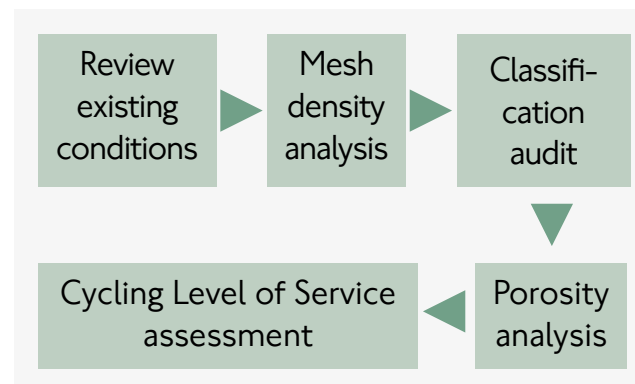 Review
existing
conditions
Mesh
density
analysis
Classifi-
cation
audit
Porosity
analysis
Cycling Level of Service
assessment